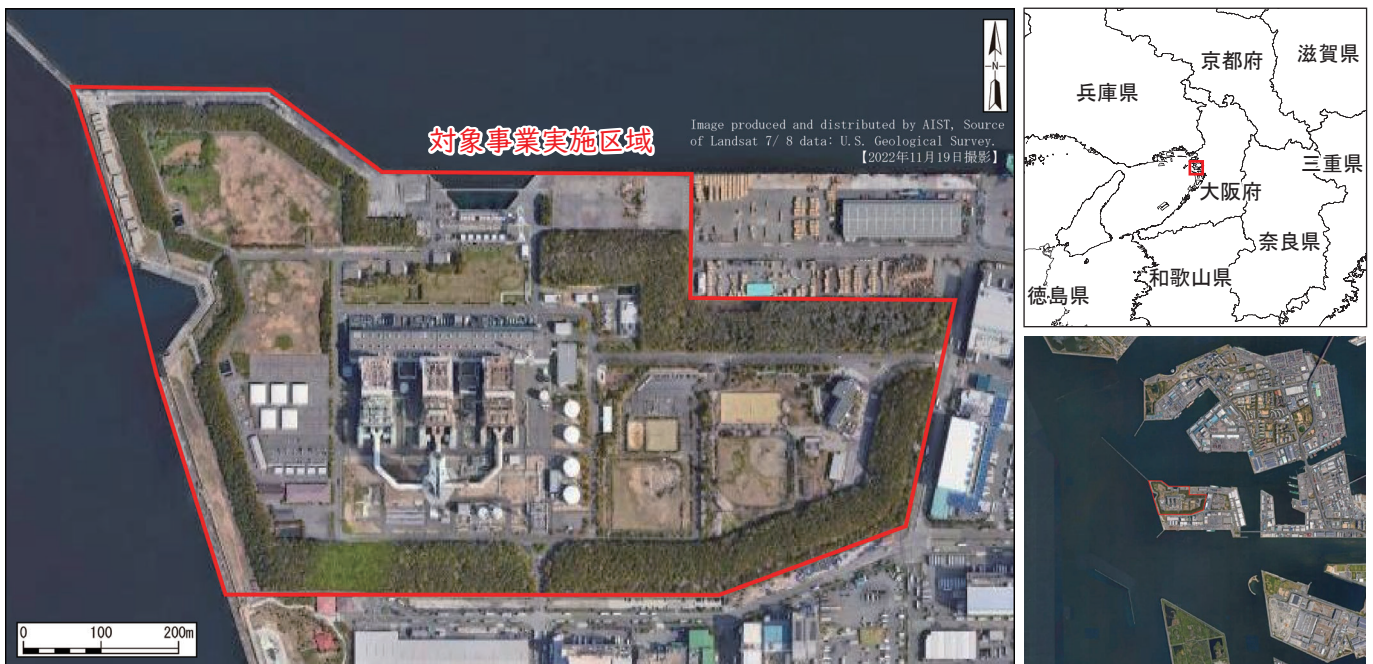 対象事業実施区域
N
Image produced and distributed by AIST, Source
of Landsat 7/ 8 data: U.S. Geological Survey.
【2022年11月19日撮影】
0 100 200m
京都府
滋賀県
兵庫県
三重県
大阪府
奈良県
和歌山県
徳島県